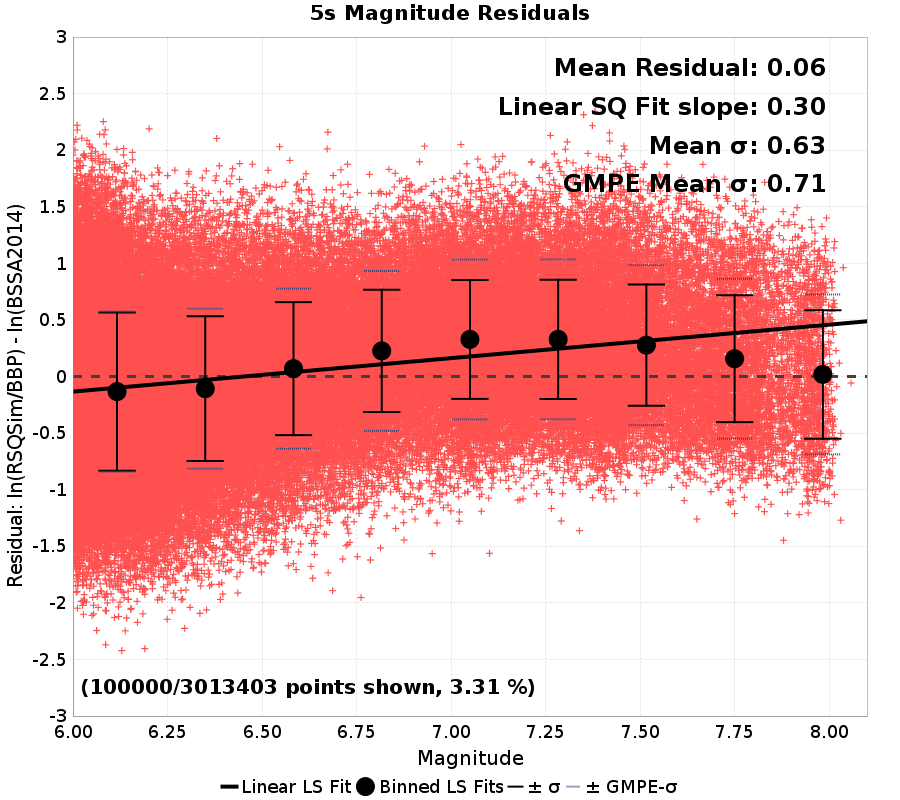 5s Magnitude Residuals
Mean Residual: 0.06
Linear SQ Fit slope: 0.30
Mean σ: 0.63
GMPE Mean σ: 0.71
Residual: ln(RSQSim/BBP) - ln(BSSA2014)
3
2.5
2
1.5
1
0.5
0
-0.5
-1
-1.5
-2
-2.5
-3
(100000/3013403 points shown, 3.31 %)
6.00 6.25 6.50 6.75 7.00 7.25 7.50 7.75 8.00
Magnitude
Linear LS Fit Binned LS Fits ± σ ± GMPE-σ